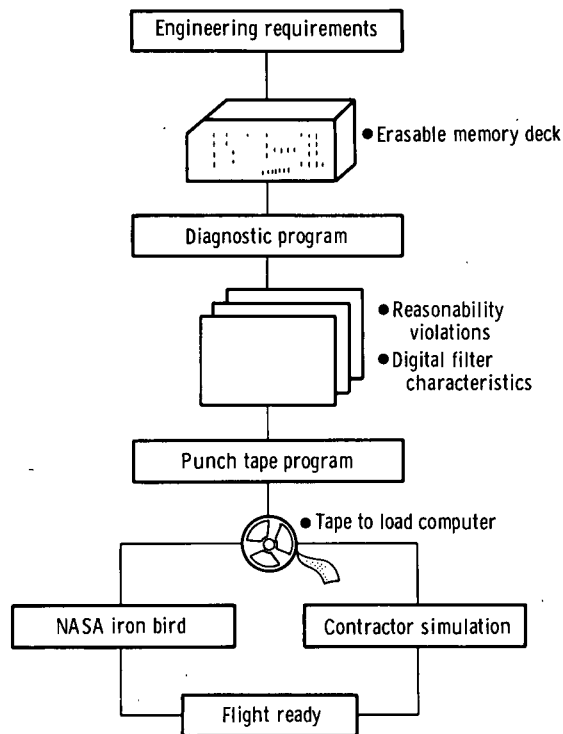 Engineering requirements
● Erasable memory deck
Diagnostic program
● Reasonability
violations
● Digital filter
characteristics
Punch tape program
● Tape to load computer
NASA iron bird
Contractor simulation
Flight ready